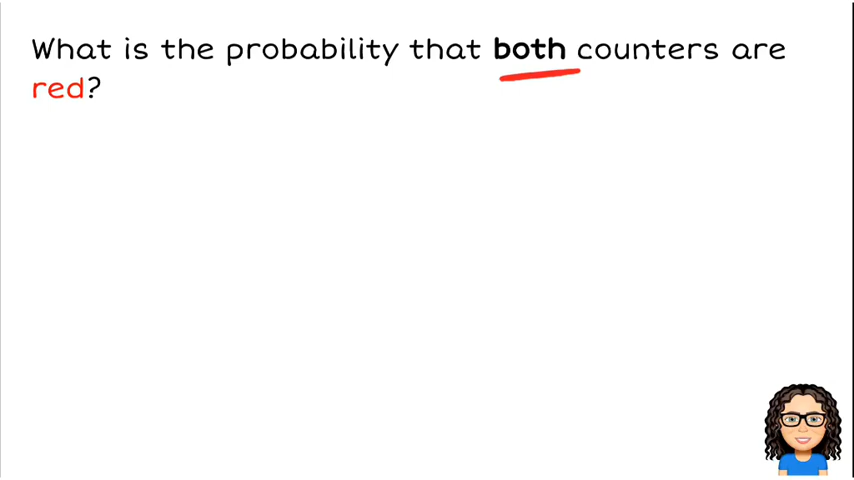 What is the probability that both counters are
red?